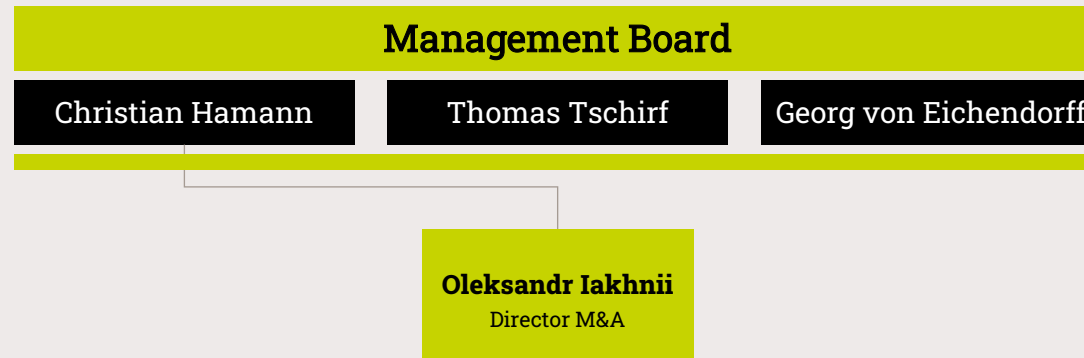 Management Board
Christian Hamann
Thomas Tschirf
Georg von Eichendorff
Oleksandr Iakhnii
Director M&A